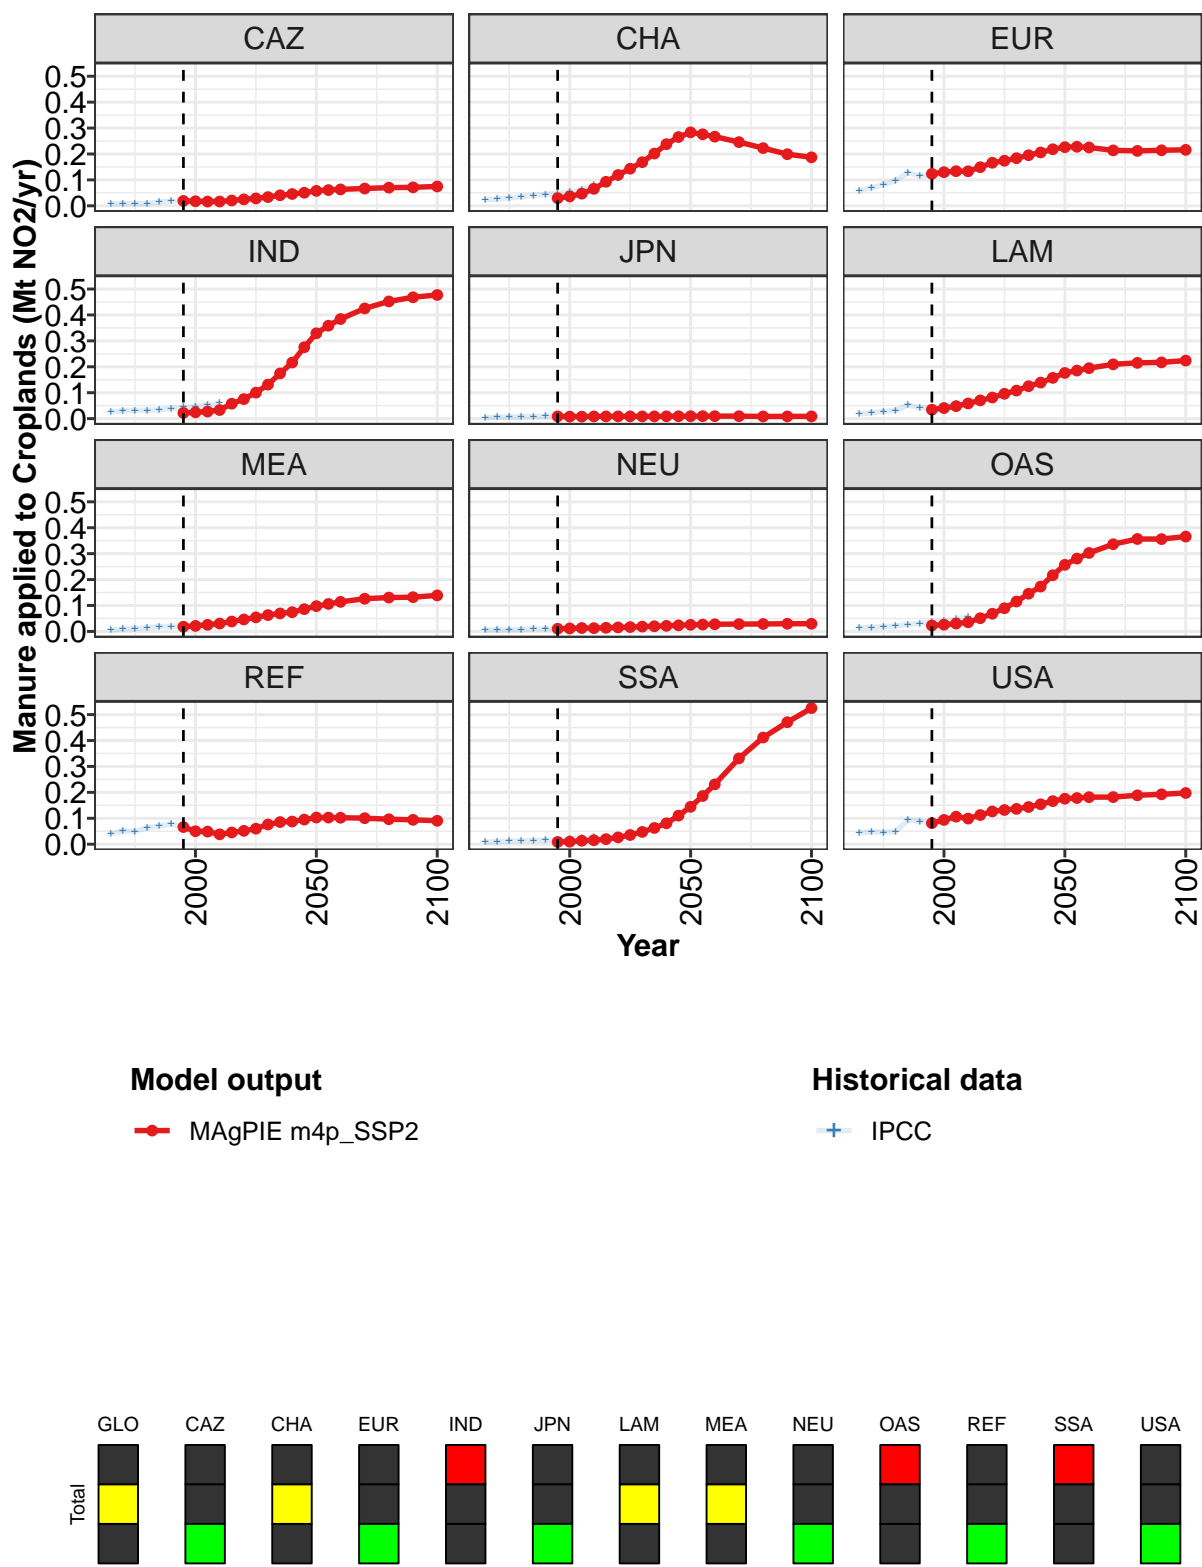 CAZ CHA EUR
0.5
0.4
0.3
0.2
0.1
0.0
IND JPN LAM
0.5
0.4
0.3
0.2
0.1
0.0
MEA NEU OAS
0.5
0.4
0.3
0.2
0.1
0.0
REF SSA USA
0.5
0.4
0.3
0.2
0.1
0.0
Manure applied to Croplands (Mt NO2/yr)
2000 2050 2100 2000 2050 2100 2000 2050 2100
Year
Model output Historical data
MAgPIE m4p_SSP2 IPCC
GLO CAZ CHA EUR IND JPN LAM MEA NEU OAS REF SSA USA
Total